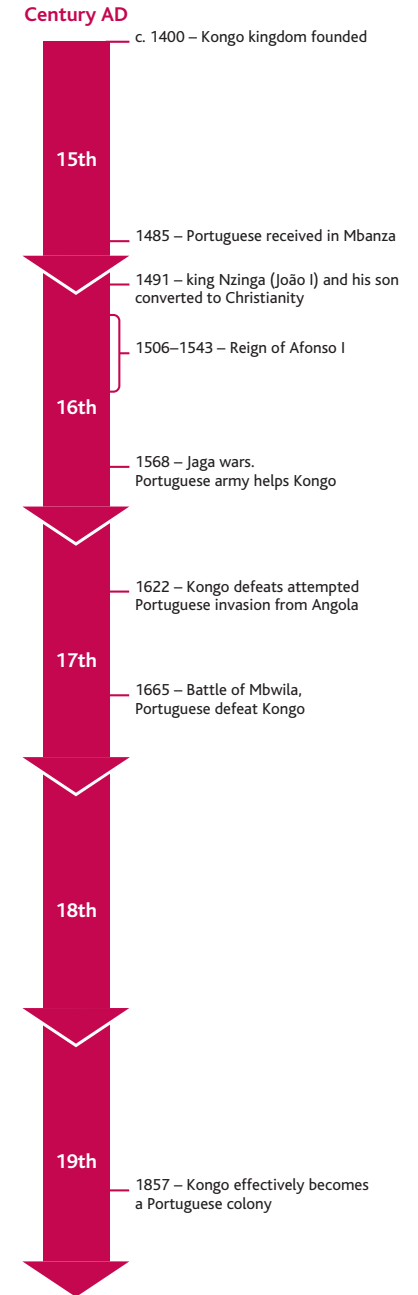 Century AD
c. 1400 – Kongo kingdom founded
15th
1485 – Portuguese received in Mbanza
1491 – king Nzinga (João I) and his son
converted to Christianity
1506–1543 – Reign of Afonso I
16th
1568 – Jaga wars.
Portuguese army helps Kongo
1622 – Kongo defeats attempted
Portuguese invasion from Angola
17th
1665 – Battle of Mbwila,
Portuguese defeat Kongo
18th
19th
1857 – Kongo effectively becomes
a Portuguese colony